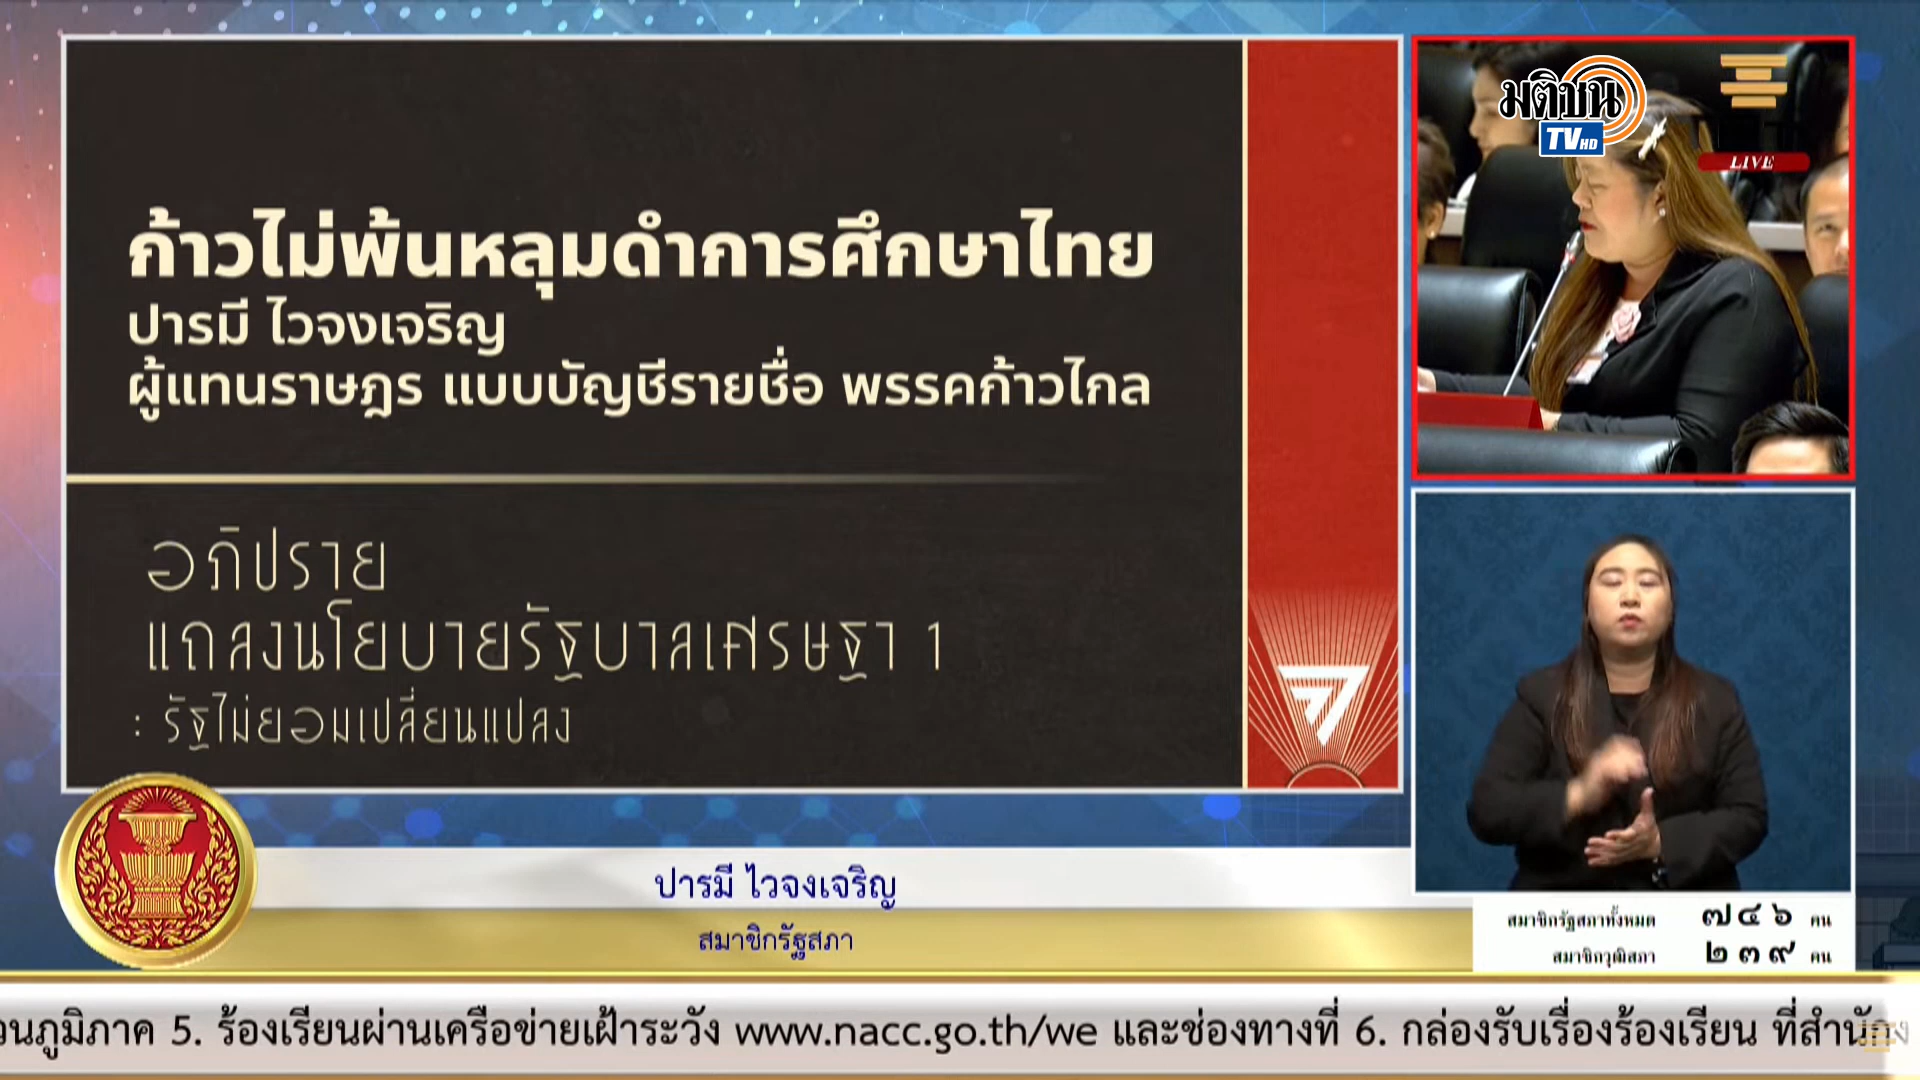 ก้าวไม่พ้นหลุมดำการศึกษาไทย
ปารมี ไวจงเจริญ
ผู้แทนราษฎร แบบบัญชีรายชื่อ พรรคก้าวไกล
อภิปราย
แถลงนโยบายรัฐบาลเศรษฐา 1
: รัฐไม่ยอมเปลี่ยนแปลง
มติชน
TV HD
LIVE
ปารมี ไวจงเจริญ
สมาชิกรัฐสภา
สมาชิกรัฐสภาทั้งหมด ๗๔๖ คน
สมาชิกวุฒิสภา ๒๓๙ คน
วนภูมิภาค 5. ร้องเรียนผ่านเครือข่ายเฝ้าระวัง www.nacc.go.th/we และช่องทางที่ 6. กล่องรับเรื่องร้องเรียน ที่สำนัก